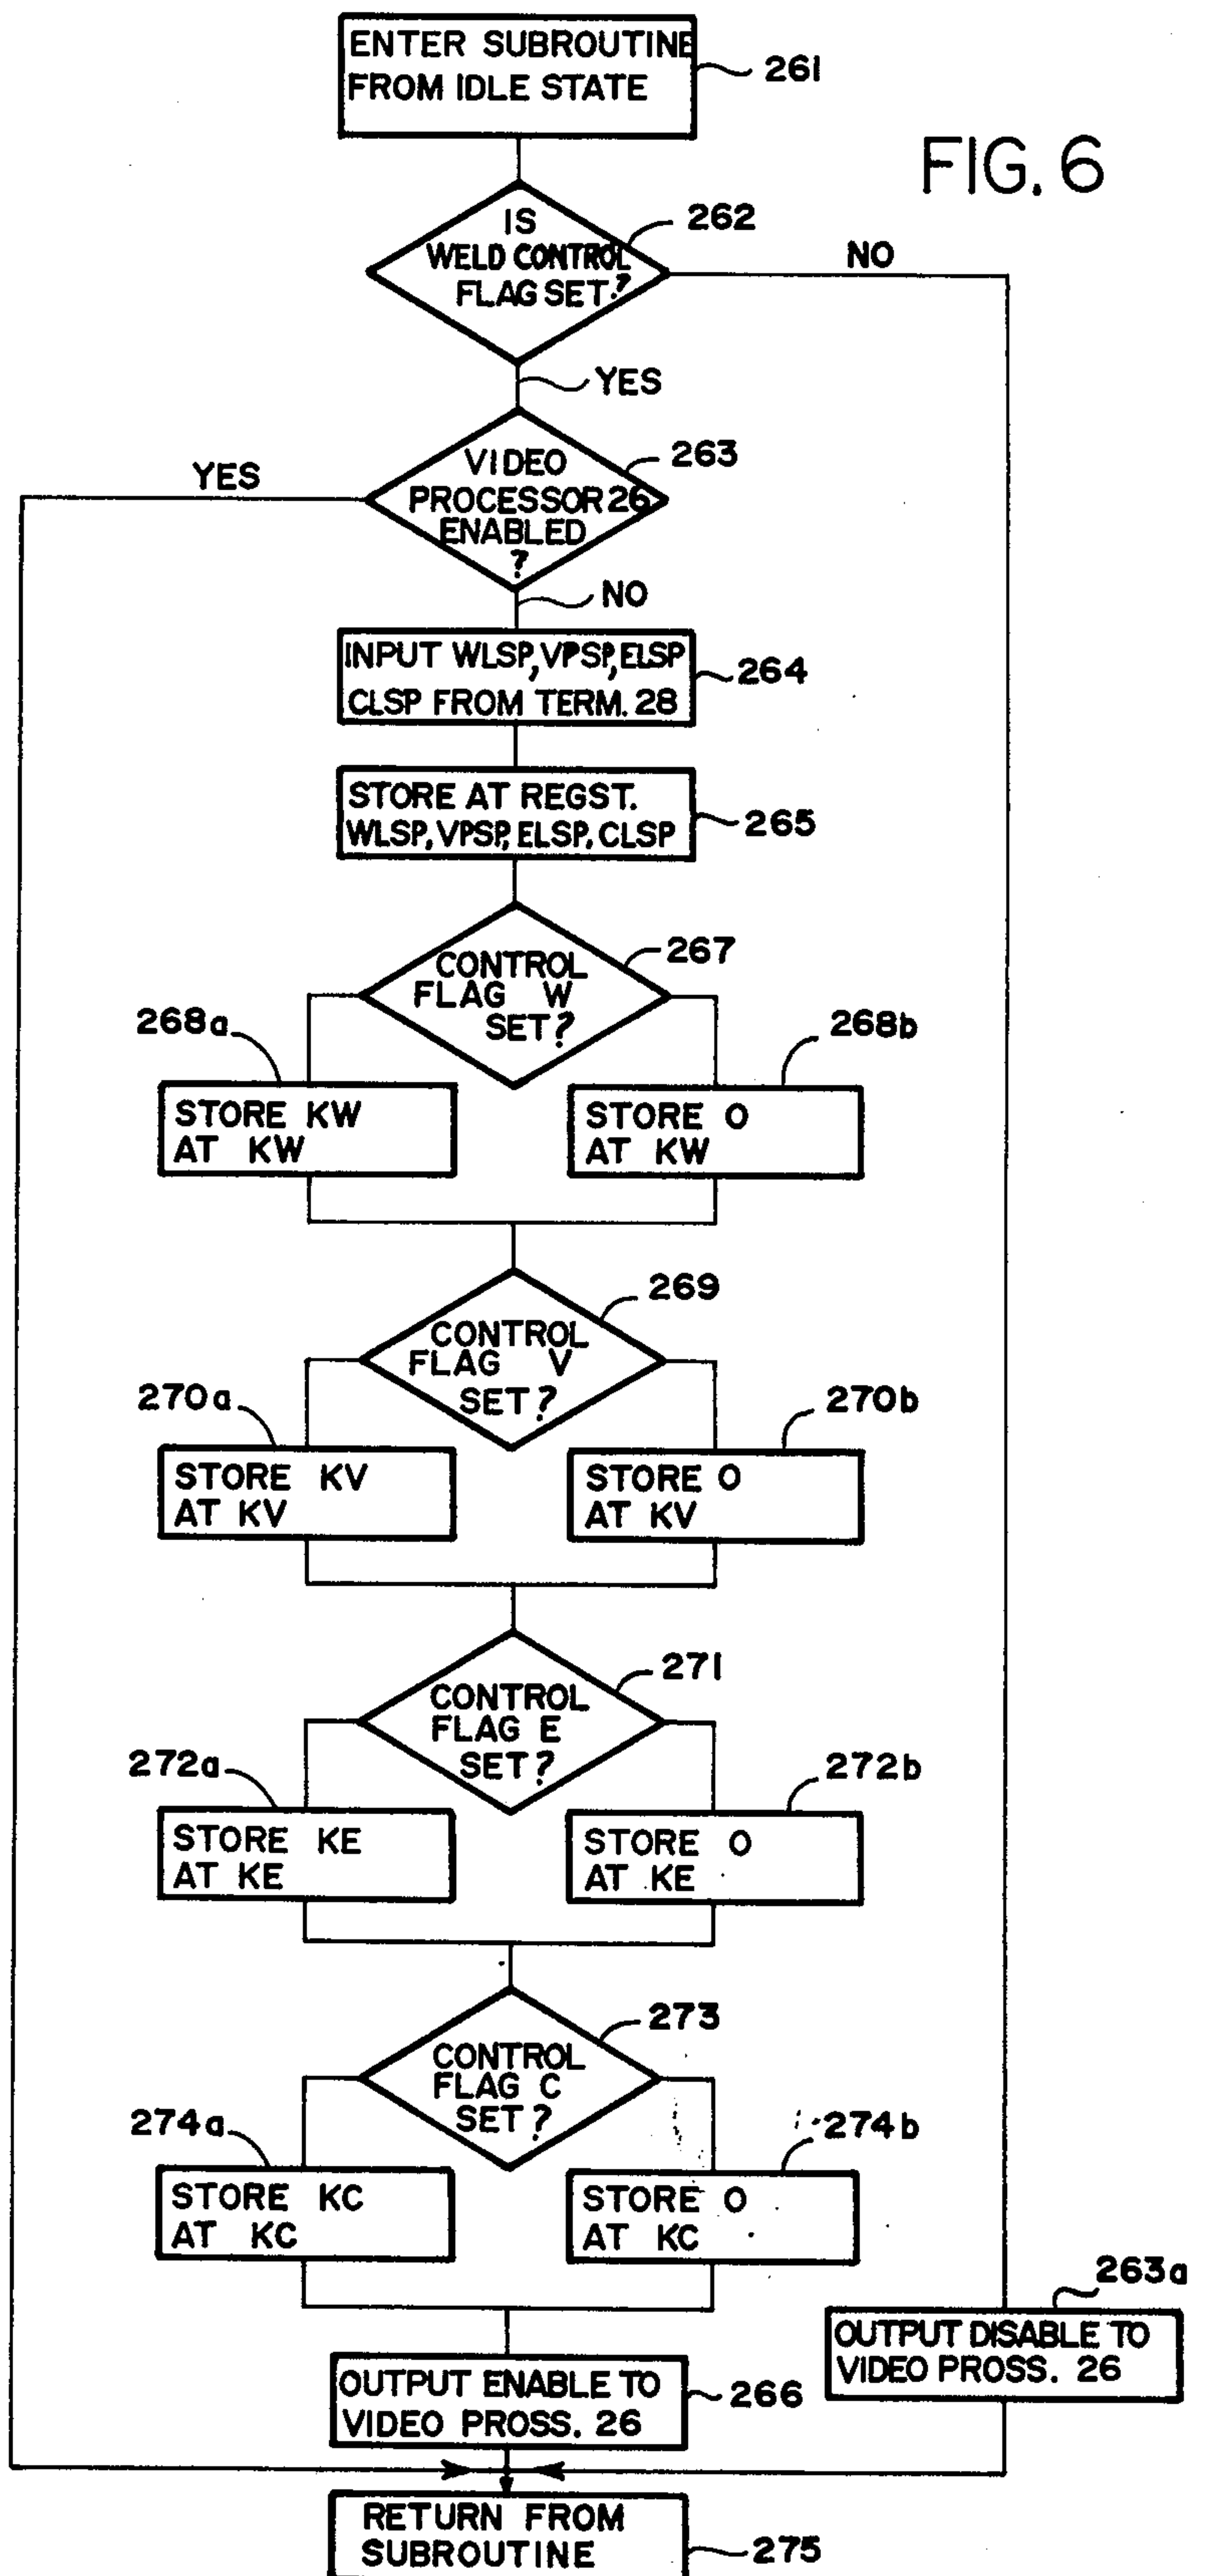 ENTER SUBROUTINE
FROM IDLE STATE
261
FIG. 6
IS
WELD CONTROL
FLAG SET?
262
NO
YES
VIDEO
PROCESSOR 26
ENABLED
?
263
YES
NO
INPUT WLSP, VPSP, ELSP
CLSP FROM TERM. 28
264
STORE AT REGST.
WLSP, VPSP, ELSP, CLSP
265
CONTROL
FLAG W
SET?
267
268a
268b
STORE KW
AT KW
STORE O
AT KW
CONTROL
FLAG V
SET?
269
270a
270b
STORE KV
AT KV
STORE O
AT KV
CONTROL
FLAG E
SET?
271
272a
272b
STORE KE
AT KE
STORE O
AT KE
CONTROL
FLAG C
SET?
273
274a
274b
STORE KC
AT KC
STORE O
AT KC
263a
OUTPUT DISABLE TO
VIDEO PROSS. 26
OUTPUT ENABLE TO
VIDEO PROSS. 26
266
RETURN FROM
SUBROUTINE
275